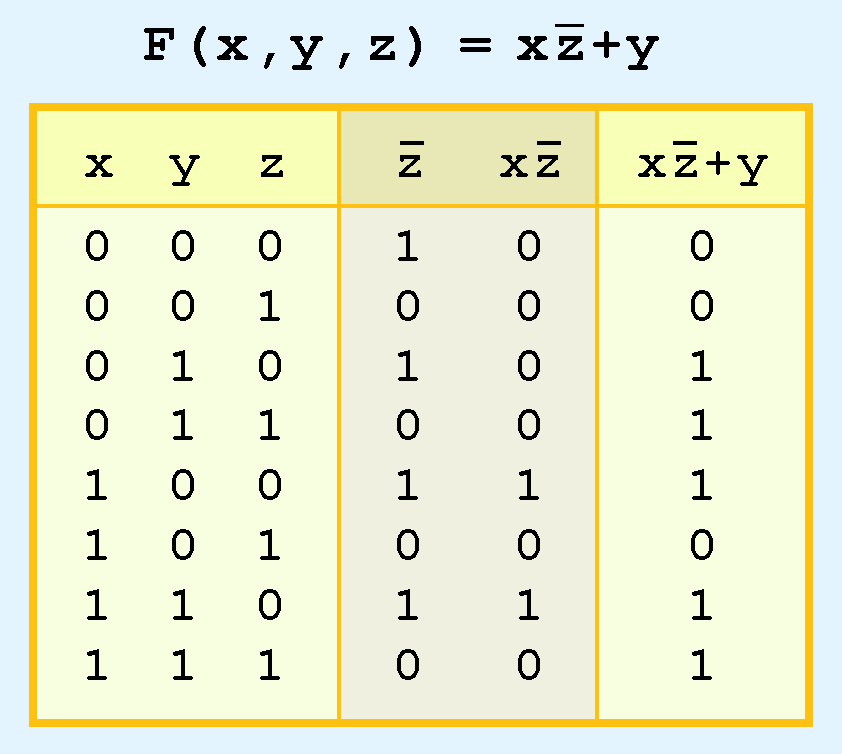 F(x,y,z) = xz̅+y
x y z z̅ xz̅ xz̅+y
0 0 0 1 0 0
0 0 1 0 0 0
0 1 0 1 0 1
0 1 1 0 0 1
1 0 0 1 1 1
1 0 1 0 0 0
1 1 0 1 1 1
1 1 1 0 0 1